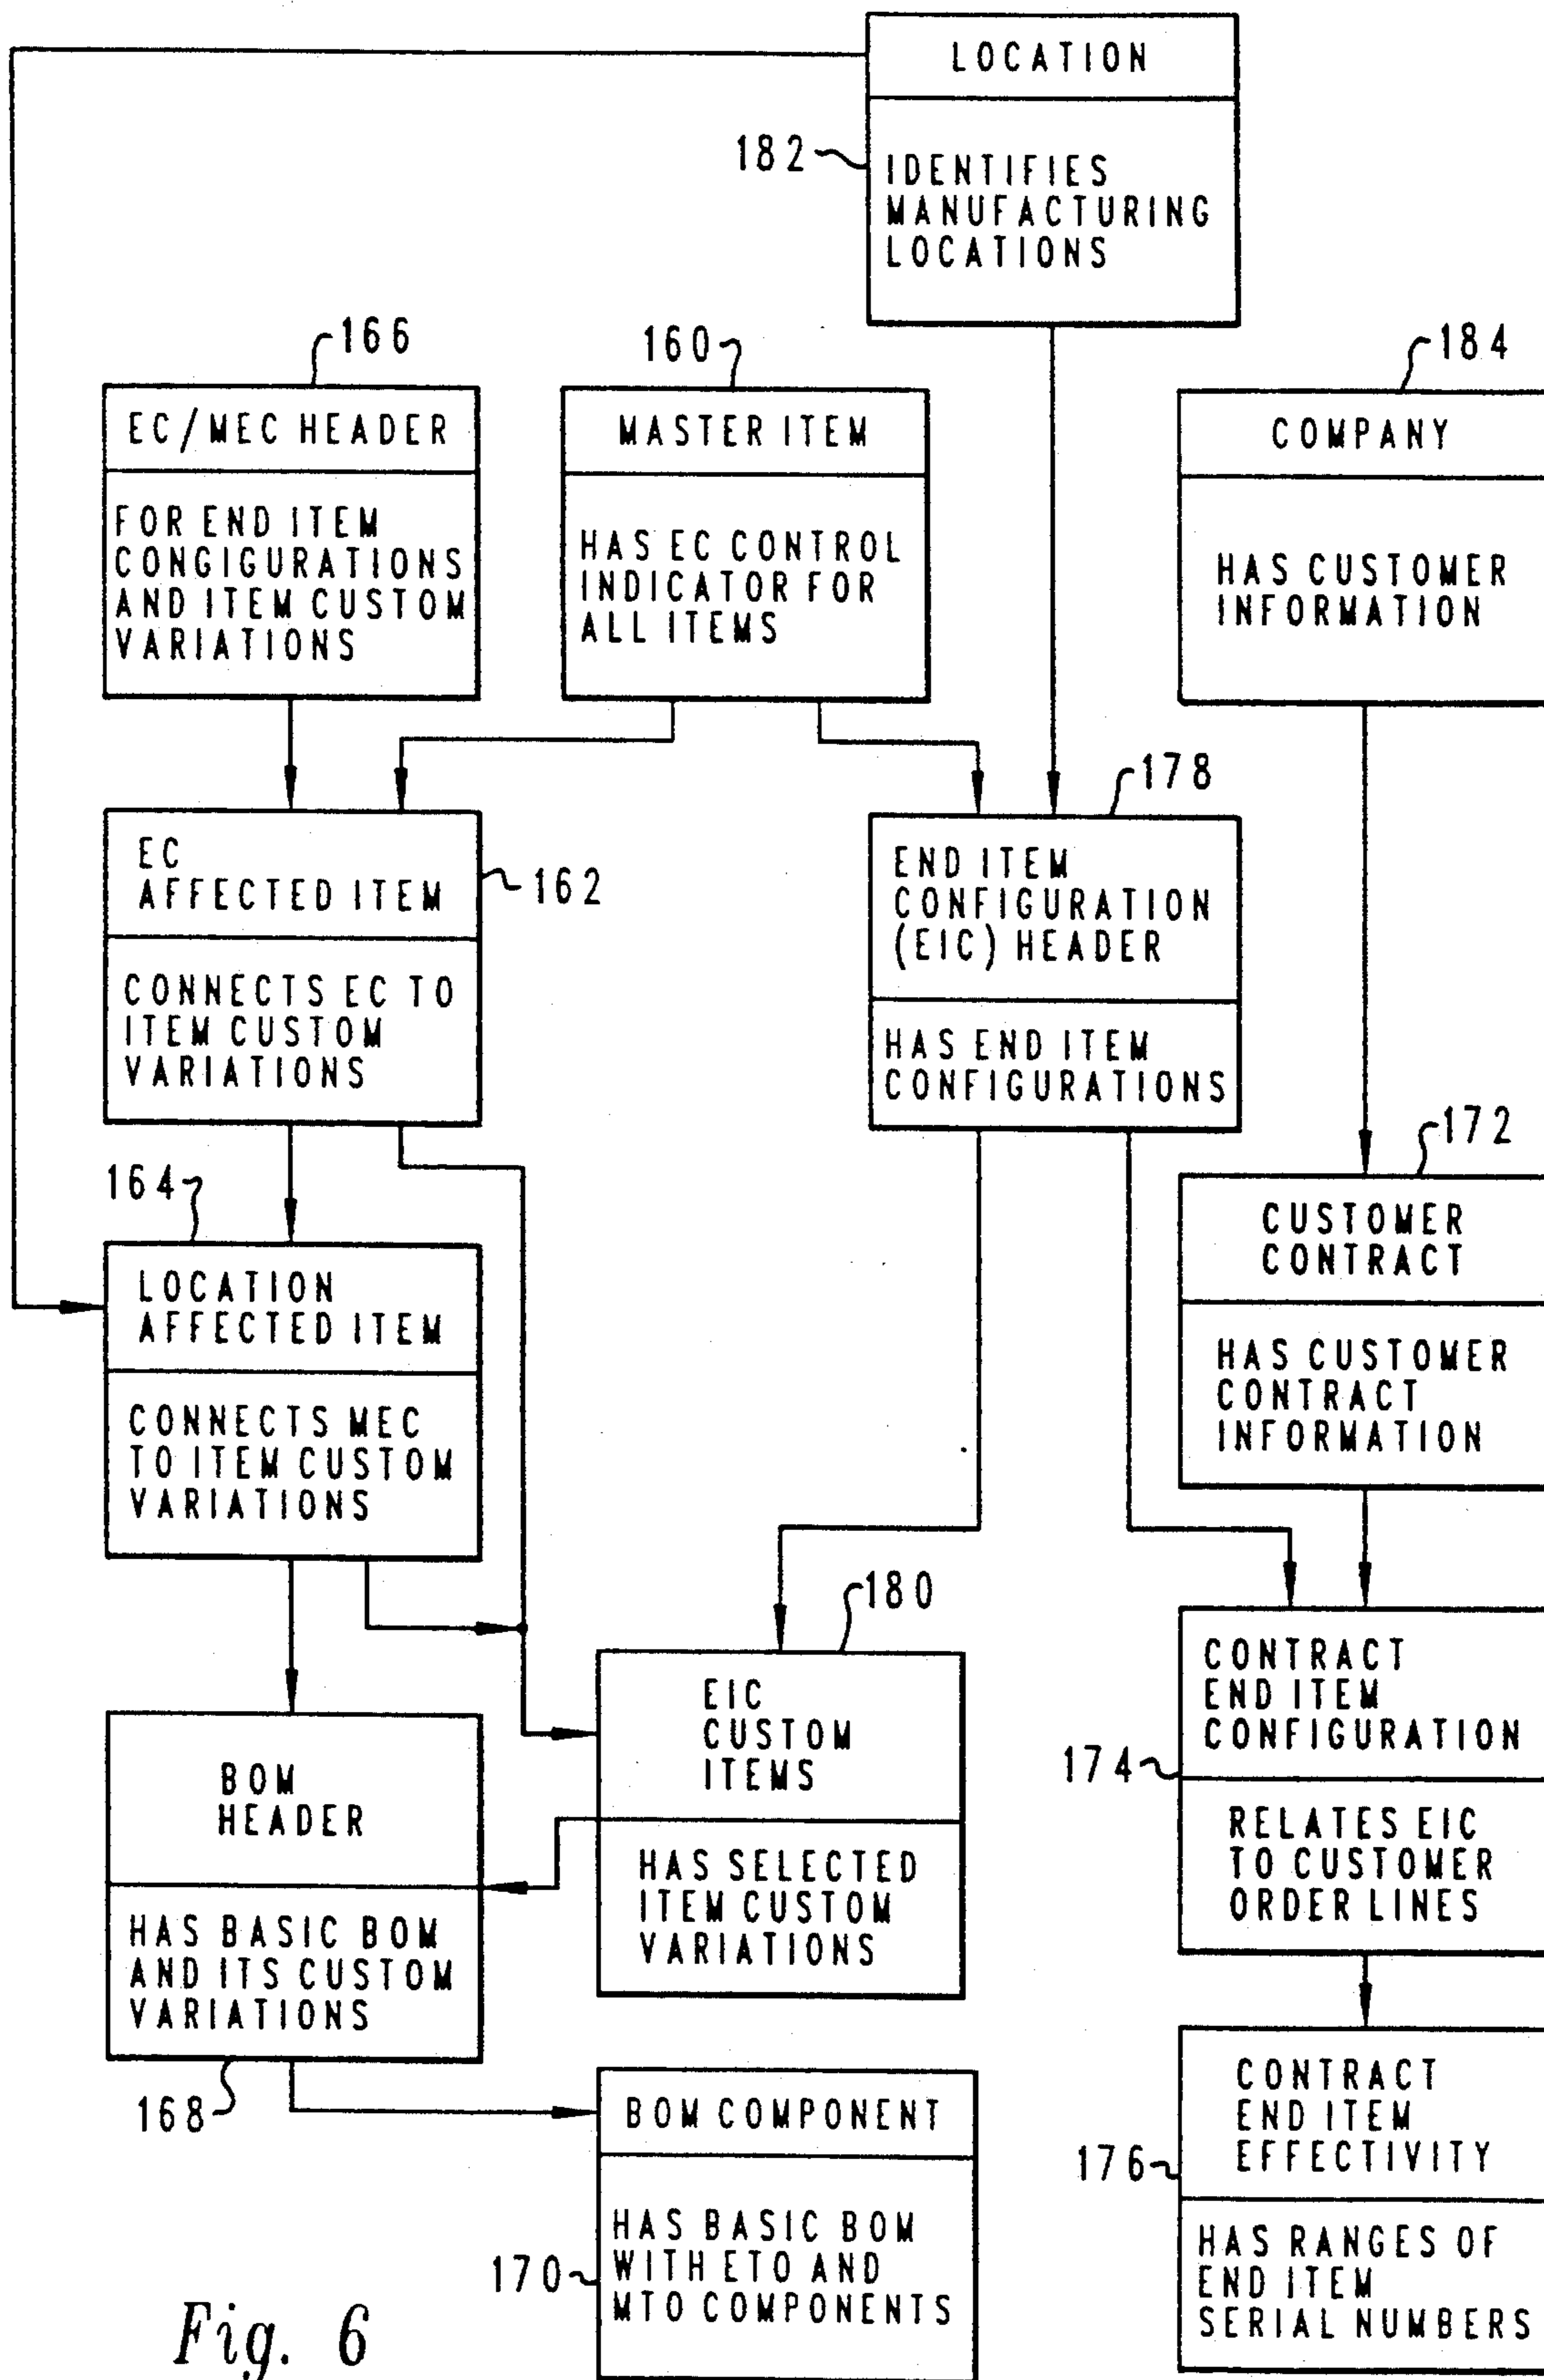 LOCATION
182
IDENTIFIES
MANUFACTURING
LOCATIONS
166
EC/MEC HEADER
FOR END ITEM
CONGIGURATIONS
AND ITEM CUSTOM
VARIATIONS
160
MASTER ITEM
HAS EC CONTROL
INDICATOR FOR
ALL ITEMS
184
COMPANY
HAS CUSTOMER
INFORMATION
EC
AFFECTED ITEM
162
CONNECTS EC TO
ITEM CUSTOM
VARIATIONS
178
END ITEM
CONFIGURATION
(EIC) HEADER
HAS END ITEM
CONFIGURATIONS
172
CUSTOMER
CONTRACT
HAS CUSTOMER
CONTRACT
INFORMATION
164
LOCATION
AFFECTED ITEM
CONNECTS MEC
TO ITEM CUSTOM
VARIATIONS
180
EIC
CUSTOM
ITEMS
HAS SELECTED
ITEM CUSTOM
VARIATIONS
CONTRACT
END ITEM
CONFIGURATION
174
RELATES EIC
TO CUSTOMER
ORDER LINES
BOM
HEADER
HAS BASIC BOM
AND ITS CUSTOM
VARIATIONS
168
BOM COMPONENT
170
HAS BASIC BOM
WITH ETO AND
MTO COMPONENTS
CONTRACT
END ITEM
EFFECTIVITY
176
HAS RANGES OF
END ITEM
SERIAL NUMBERS
Fig. 6